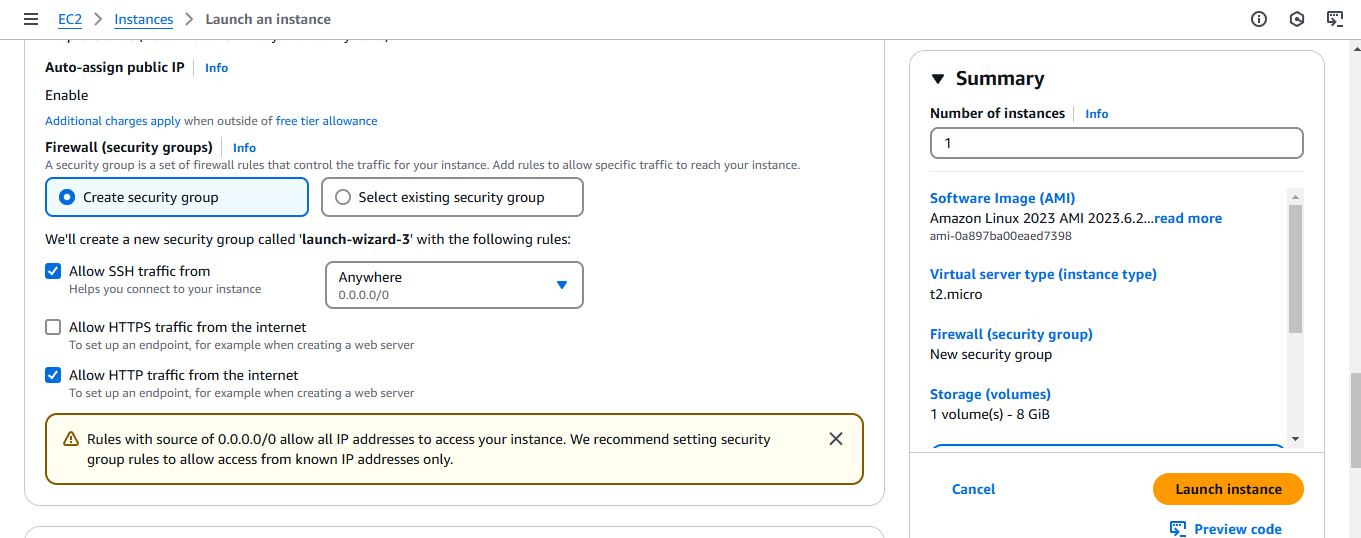 EC2 > Instances > Launch an instance
Auto-assign public IP | Info
Enable
Additional charges apply when outside of free tier allowance
Firewall (security groups) | Info
A security group is a set of firewall rules that control the traffic for your instance. Add rules to allow specific traffic to reach your instance.
Create security group
Select existing security group
We'll create a new security group called 'launch-wizard-3' with the following rules:
Allow SSH traffic from
Helps you connect to your instance
Anywhere
0.0.0.0/0
Allow HTTPS traffic from the internet
To set up an endpoint, for example when creating a web server
Allow HTTP traffic from the internet
To set up an endpoint, for example when creating a web server
Rules with source of 0.0.0.0/0 allow all IP addresses to access your instance. We recommend setting security
group rules to allow access from known IP addresses only.
Summary
Number of instances | Info
1
Software Image (AMI)
Amazon Linux 2023 AMI 2023.6.2...read more
ami-0a897ba00eaed7398
Virtual server type (instance type)
t2.micro
Firewall (security group)
New security group
Storage (volumes)
1 volume(s) - 8 GiB
Cancel
Launch instance
Preview code